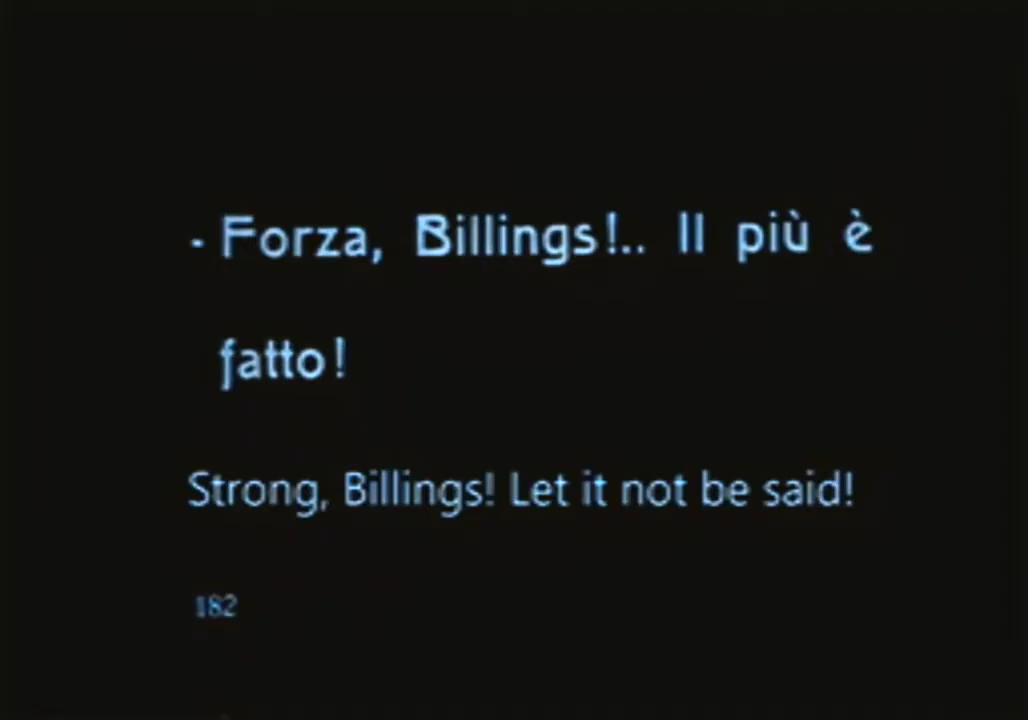 - Forza, Billings!.. Il più è
fatto!
Strong, Billings! Let it not be said!
182